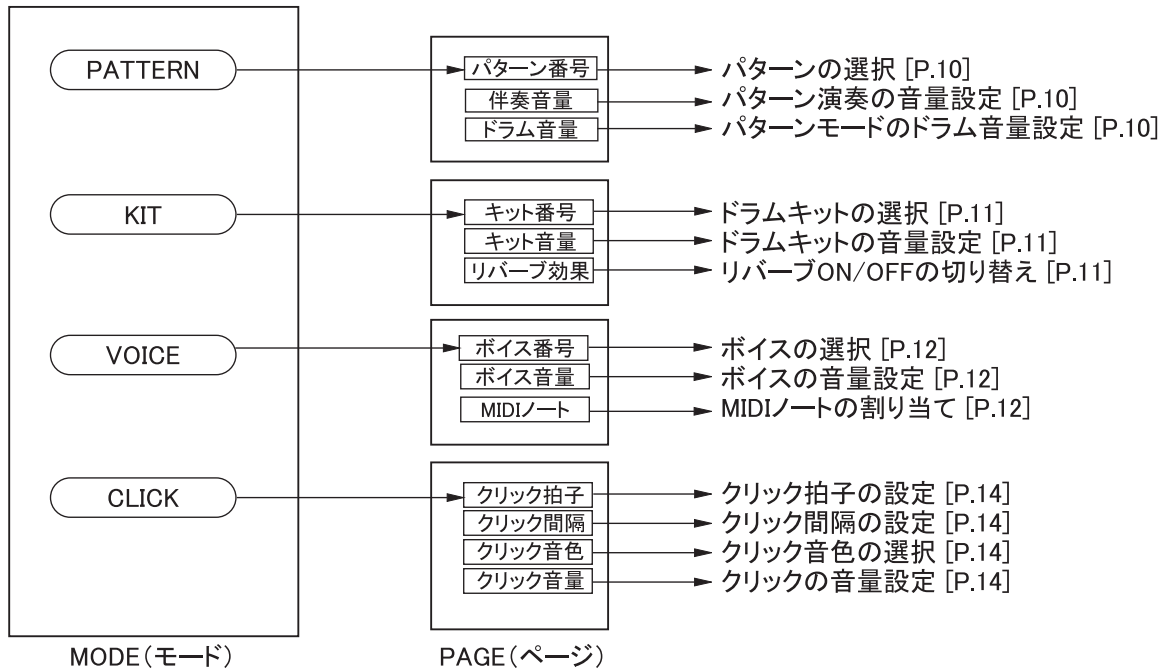 PATTERN
パターン番号
パターンの選択 [P.10]
伴奏音量
パターン演奏の音量設定 [P.10]
ドラム音量
パターンモードのドラム音量設定 [P.10]
KIT
キット番号
ドラムキットの選択 [P.11]
キット音量
ドラムキットの音量設定 [P.11]
リバーブ効果
リバーブON/OFFの切り替え [P.11]
VOICE
ボイス番号
ボイスの選択 [P.12]
ボイス音量
ボイスの音量設定 [P.12]
MIDIノート
MIDIノートの割り当て [P.12]
CLICK
クリック拍子
クリック拍子の設定 [P.14]
クリック間隔
クリック間隔の設定 [P.14]
クリック音色
クリック音色の選択 [P.14]
クリック音量
クリックの音量設定 [P.14]
MODE(モード)
PAGE(ページ)